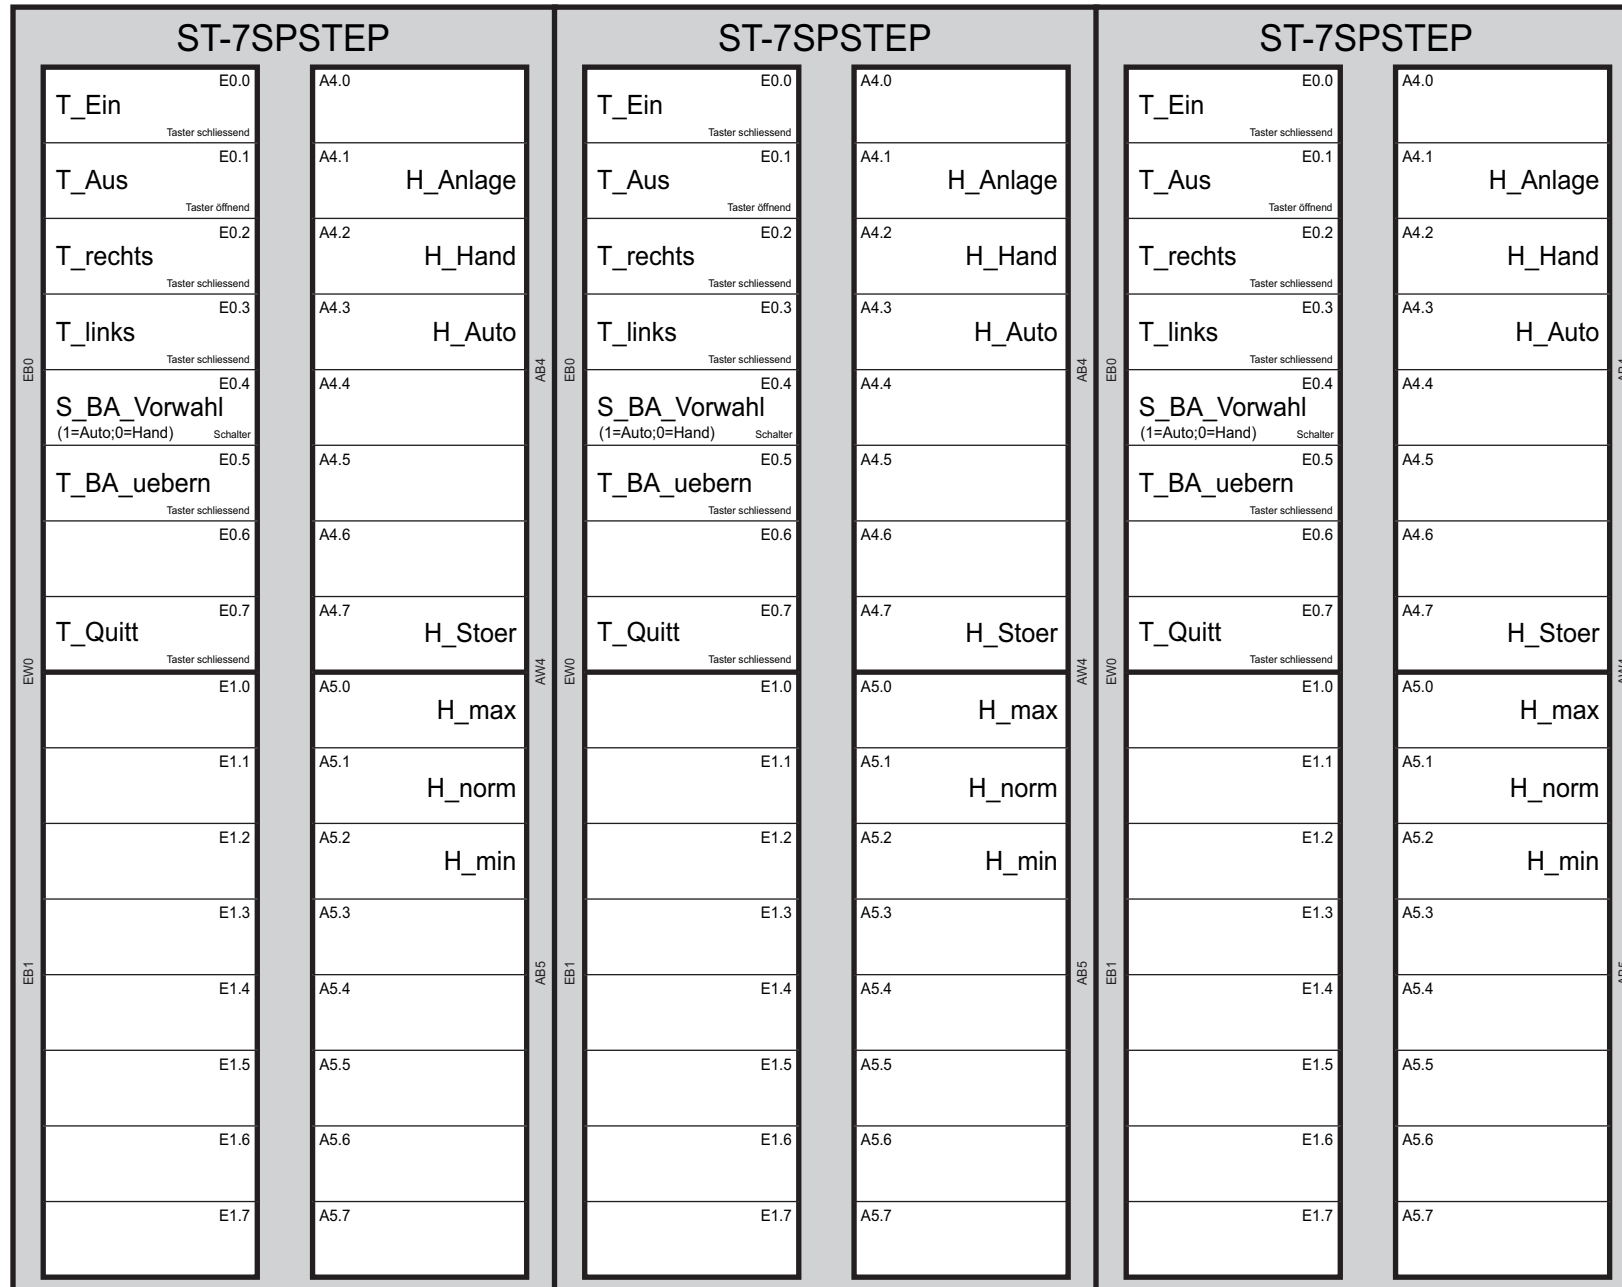 ST-7SPSTEP
E0.0
T_Ein
Taster schliessend
E0.1
T_Aus
Taster öffnend
E0.2
T_rechts
Taster schliessend
E0.3
T_links
Taster schliessend
E0.4
S_BA_Vorwahl
(1=Auto;0=Hand) Schalter
E0.5
T_BA_uebern
Taster schliessend
E0.6
E0.7
T_Quitt
Taster schliessend
E1.0
E1.1
E1.2
E1.3
E1.4
E1.5
E1.6
E1.7
EB0
EW0
EB1
A4.0
A4.1
H_Anlage
A4.2
H_Hand
A4.3
H_Auto
A4.4
A4.5
A4.6
A4.7
H_Stoer
A5.0
H_max
A5.1
H_norm
A5.2
H_min
A5.3
A5.4
A5.5
A5.6
A5.7
AB4
AW4
AB5
ST-7SPSTEP
E0.0
T_Ein
Taster schliessend
E0.1
T_Aus
Taster öffnend
E0.2
T_rechts
Taster schliessend
E0.3
T_links
Taster schliessend
E0.4
S_BA_Vorwahl
(1=Auto;0=Hand) Schalter
E0.5
T_BA_uebern
Taster schliessend
E0.6
E0.7
T_Quitt
Taster schliessend
E1.0
E1.1
E1.2
E1.3
E1.4
E1.5
E1.6
E1.7
EB0
EW0
EB1
A4.0
A4.1
H_Anlage
A4.2
H_Hand
A4.3
H_Auto
A4.4
A4.5
A4.6
A4.7
H_Stoer
A5.0
H_max
A5.1
H_norm
A5.2
H_min
A5.3
A5.4
A5.5
A5.6
A5.7
AB4
AW4
AB5
ST-7SPSTEP
E0.0
T_Ein
Taster schliessend
E0.1
T_Aus
Taster öffnend
E0.2
T_rechts
Taster schliessend
E0.3
T_links
Taster schliessend
E0.4
S_BA_Vorwahl
(1=Auto;0=Hand) Schalter
E0.5
T_BA_uebern
Taster schliessend
E0.6
E0.7
T_Quitt
Taster schliessend
E1.0
E1.1
E1.2
E1.3
E1.4
E1.5
E1.6
E1.7
EB0
EW0
EB1
A4.0
A4.1
H_Anlage
A4.2
H_Hand
A4.3
H_Auto
A4.4
A4.5
A4.6
A4.7
H_Stoer
A5.0
H_max
A5.1
H_norm
A5.2
H_min
A5.3
A5.4
A5.5
A5.6
A5.7